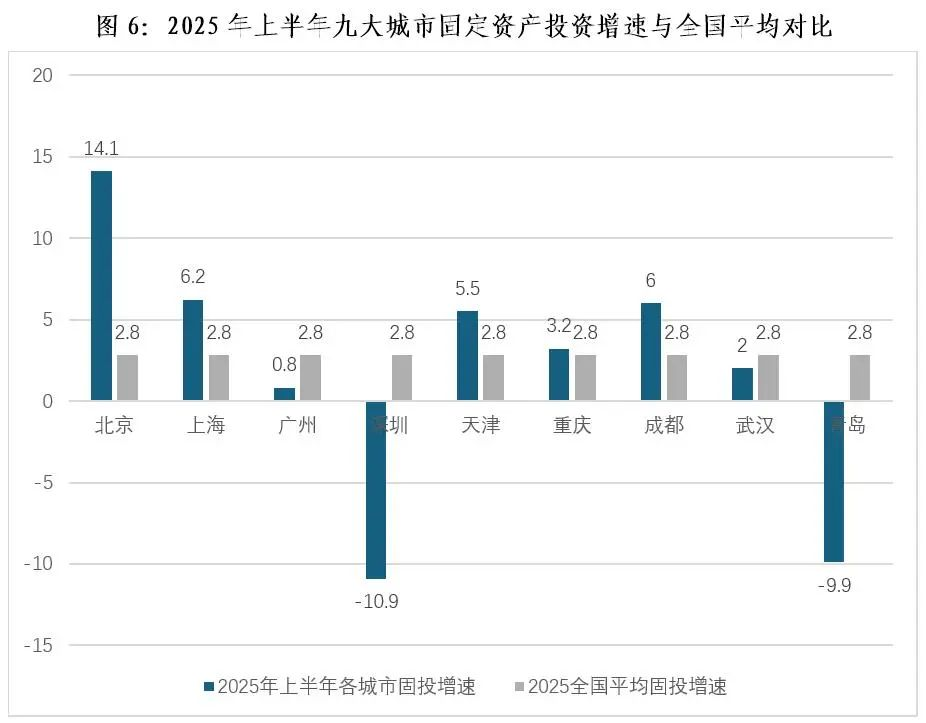 图 6：2025 年上半年九大城市固定资产投资增速与全国平均对比
20
15
10
5
0
-5
-10
-15
14.1
2.8
6.2
2.8
0.8
2.8
-10.9
2.8
5.5
2.8
3.2
2.8
6
2.8
2
2.8
-9.9
2.8
北京
上海
广州
深圳
天津
重庆
成都
武汉
青岛
2025年上半年各城市固投增速
2025全国平均固投增速